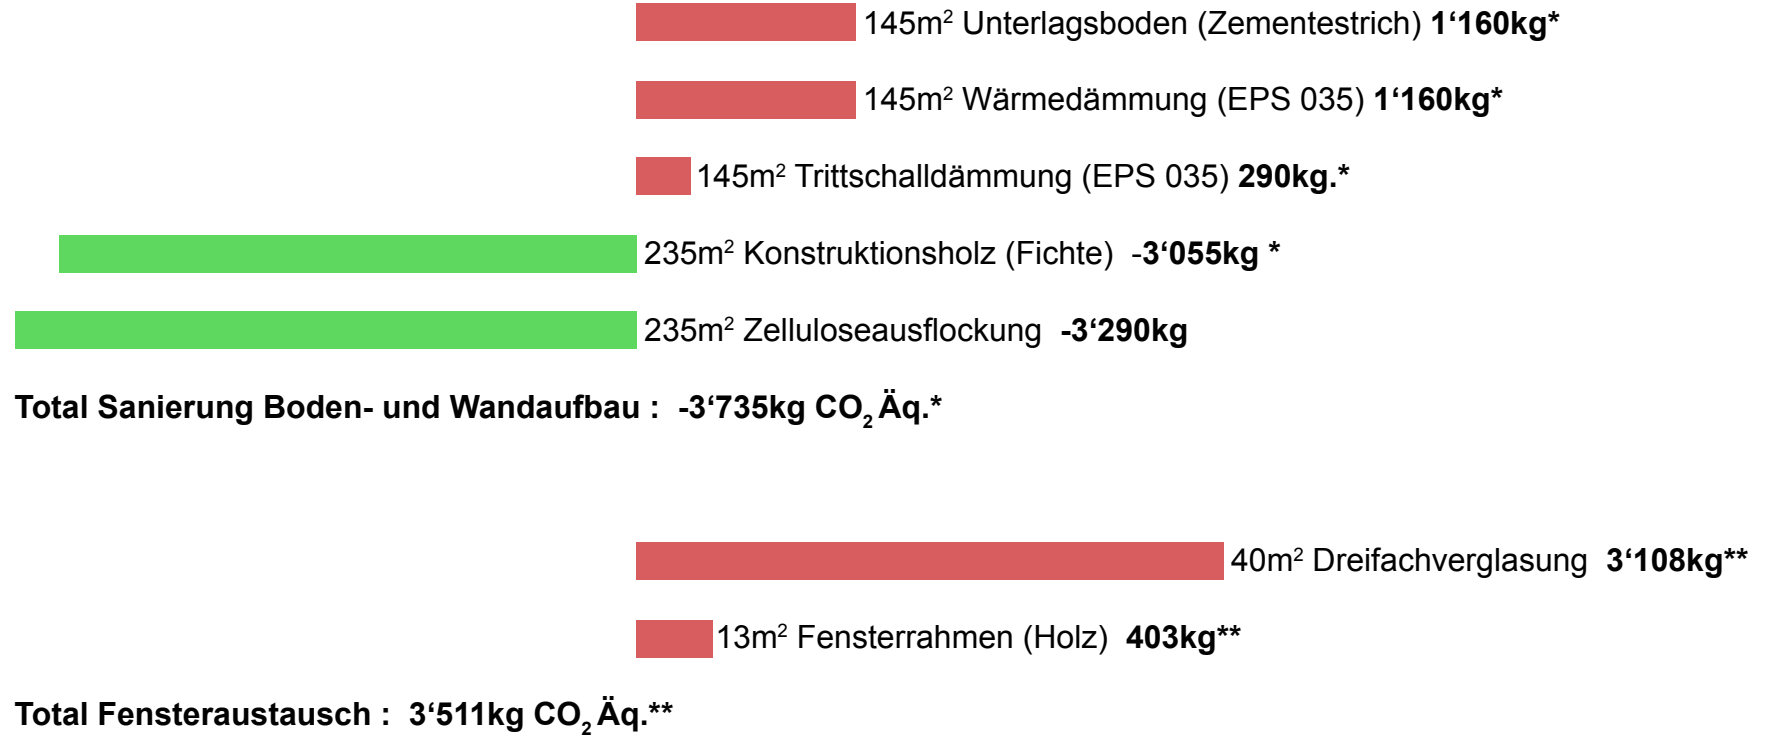 145m² Unterlagsboden (Zementestrich) 1‘160kg*
145m² Wärmedämmung (EPS 035) 1‘160kg*
145m² Trittschalldämmung (EPS 035) 290kg.*
235m² Konstruktionsholz (Fichte) -3‘055kg *
235m² Zelluloseausflockung -3‘290kg
Total Sanierung Boden- und Wandaufbau : -3‘735kg CO₂ Äq.*
40m² Dreifachverglasung 3‘108kg**
13m² Fensterrahmen (Holz) 403kg**
Total Fensteraustausch : 3‘511kg CO₂ Äq.**